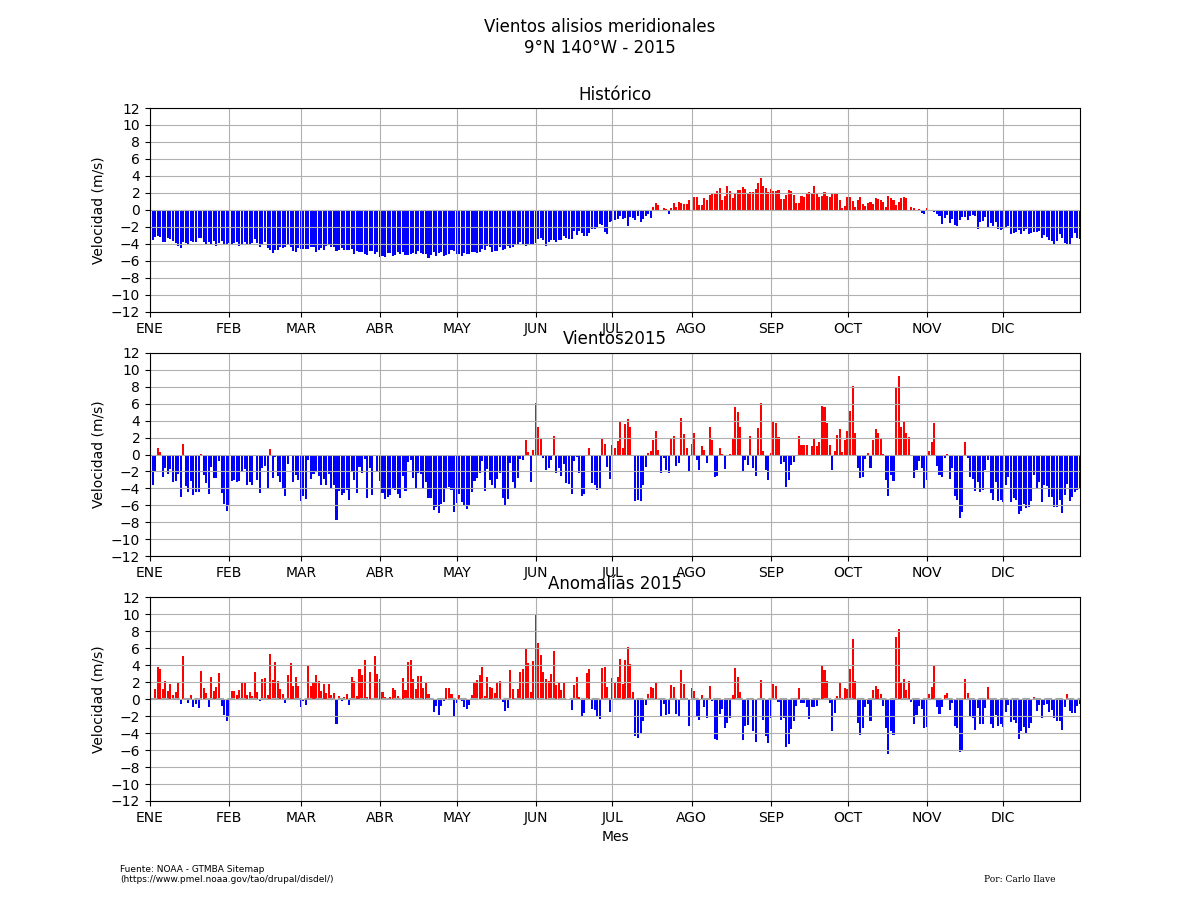 Vientos alisios meridionales
9°N 140°W - 2015
Histórico
12
10
8
6
4
2
0
−2
−4
−6
−8
−10
−12
Velocidad (m/s)
ENE FEB MAR ABR MAY JUN JUL AGO SEP OCT NOV DIC
Vientos2015
12
10
8
6
4
2
0
−2
−4
−6
−8
−10
−12
Velocidad (m/s)
ENE FEB MAR ABR MAY JUN JUL AGO SEP OCT NOV DIC
Anomalías 2015
12
10
8
6
4
2
0
−2
−4
−6
−8
−10
−12
Velocidad (m/s)
ENE FEB MAR ABR MAY JUN JUL AGO SEP OCT NOV DIC
Mes
Fuente: NOAA - GTMBA Sitemap
(https://www.pmel.noaa.gov/tao/drupal/disdel/)
Por: Carlo Ilave